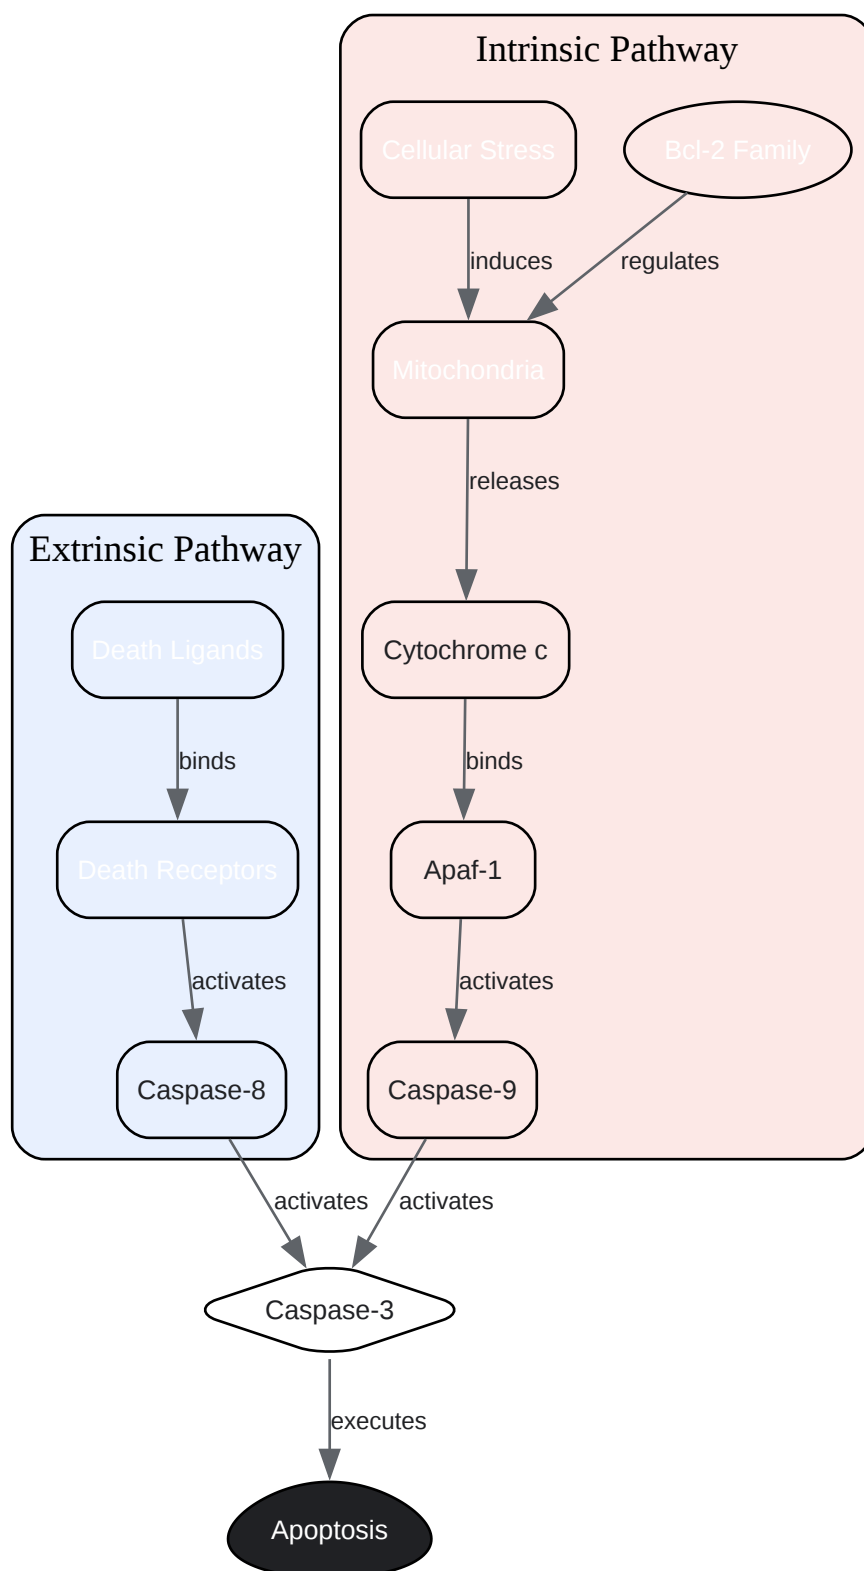 Intrinsic Pathway
Cellular Stress
Bcl-2 Family
induces
regulates
Mitochondria
releases
Extrinsic Pathway
Death Ligands
Cytochrome c
binds
binds
Death Receptors
Apaf-1
activates
activates
Caspase-8
Caspase-9
activates
activates
Caspase-3
executes
Apoptosis